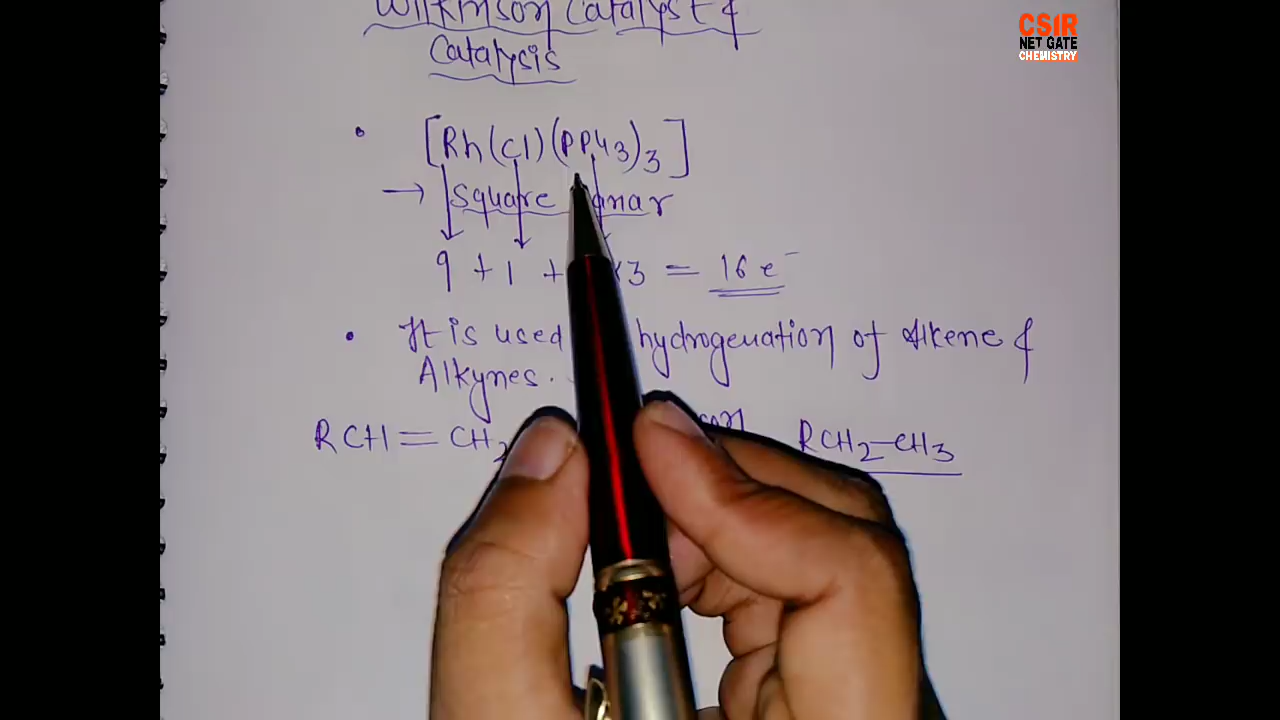 Wilkinson Catalyst &
Catalysis
CSIR
NET GATE
CHEMISTRY
• [Rh(Cl)(PPh3)3]
→ Square
9 + 1 + x3 = 16 e⁻
• It is used hydrogenation of Alkene &
Alkynes.
RCH=CH2 RCH2-CH3